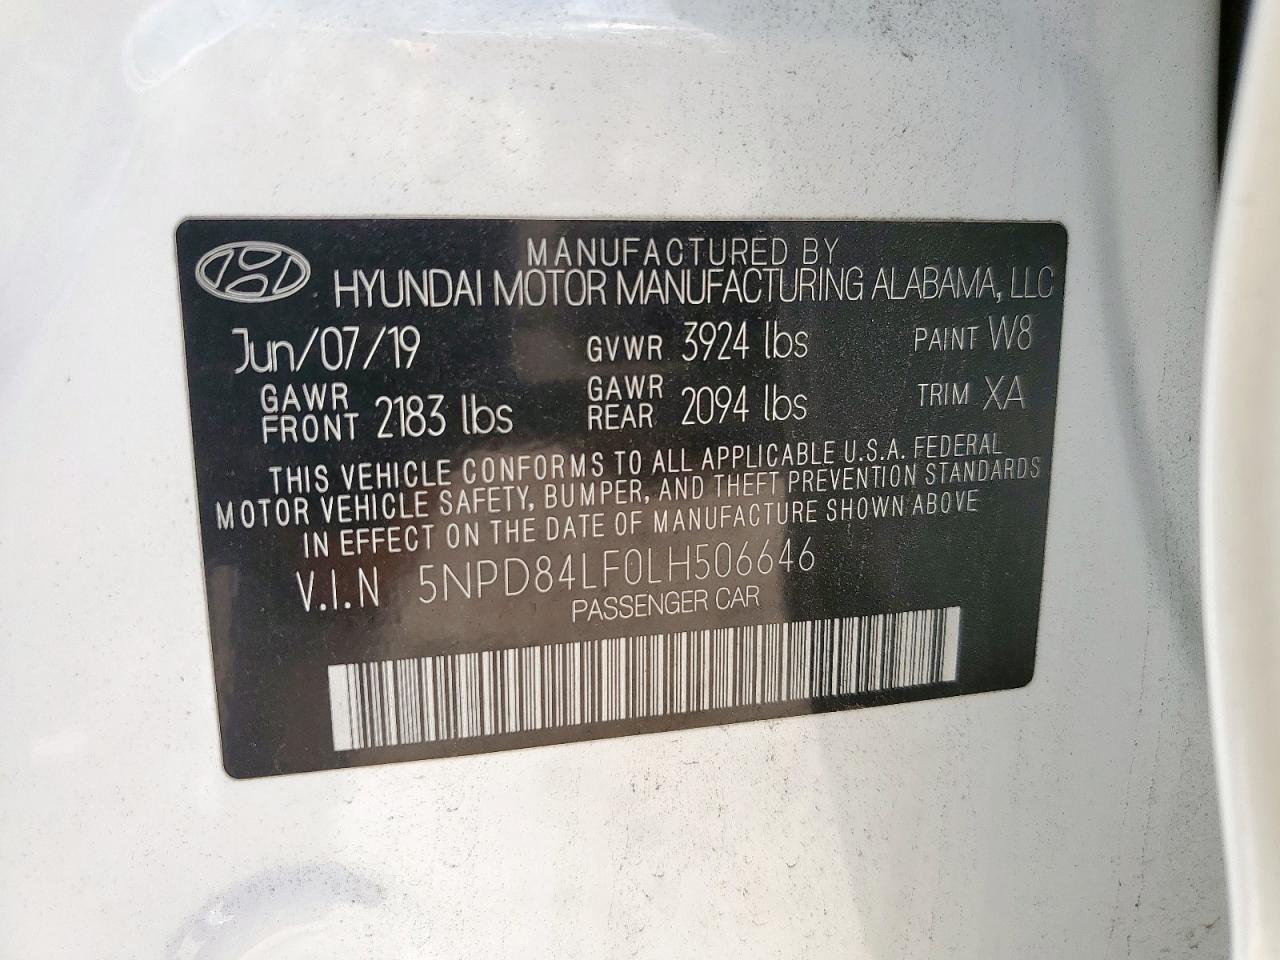 MANUFACTURED BY
HYUNDAI MOTOR MANUFACTURING ALABAMA, LLC
Jun/07/19 GVWR 3924 lbs PAINT W8
GAWR FRONT 2183 lbs GAWR REAR 2094 lbs TRIM XA
THIS VEHICLE CONFORMS TO ALL APPLICABLE U.S.A. FEDERAL
MOTOR VEHICLE SAFETY, BUMPER, AND THEFT PREVENTION STANDARDS
IN EFFECT ON THE DATE OF MANUFACTURE SHOWN ABOVE
V.I.N 5NPD84LF0LH506646
PASSENGER CAR